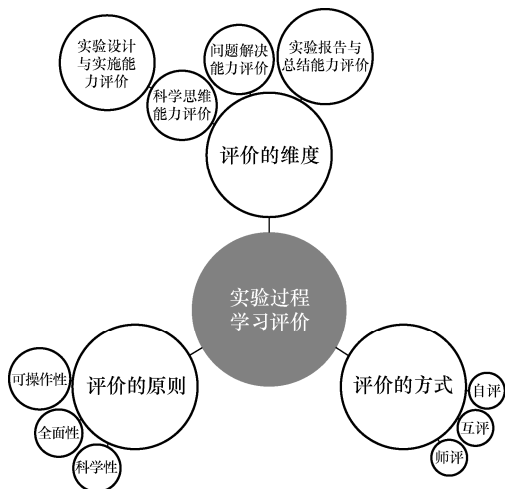 实验设计
与实施能
力评价
科学思维
能力评价
问题解决
能力评价
实验报告与
总结能力评价
评价的维度
实验过程
学习评价
评价的原则
可操作性
全面性
科学性
评价的方式
自评
互评
师评